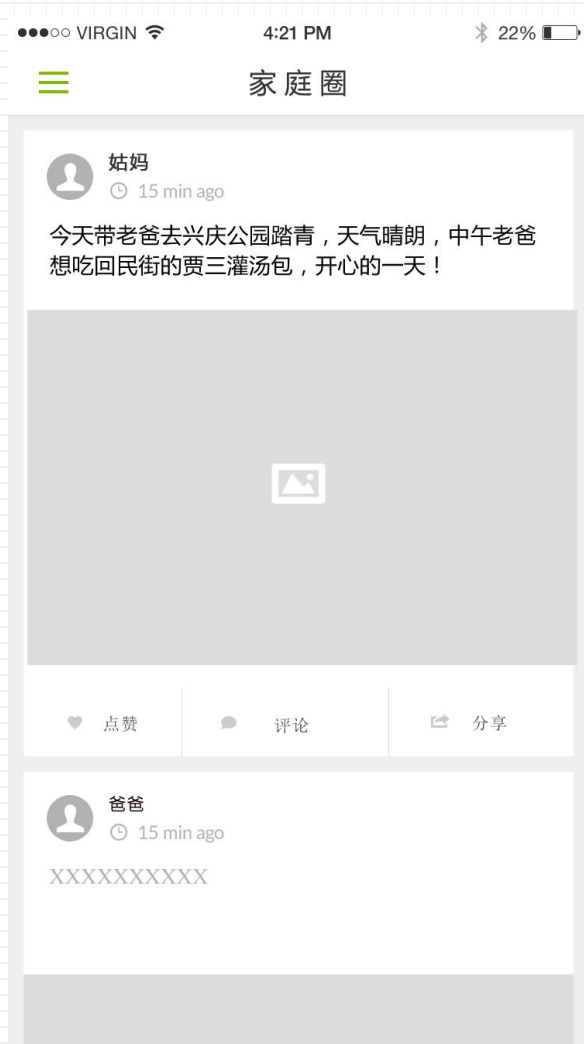 VIRGIN 4:21 PM 22%
家庭圈
姑妈
15 min ago
今天带老爸去兴庆公园踏青，天气晴朗，中午老爸
想吃回民街的贾三灌汤包，开心的一天！
点赞 评论 分享
爸爸
15 min ago
XXXXXXXXXX